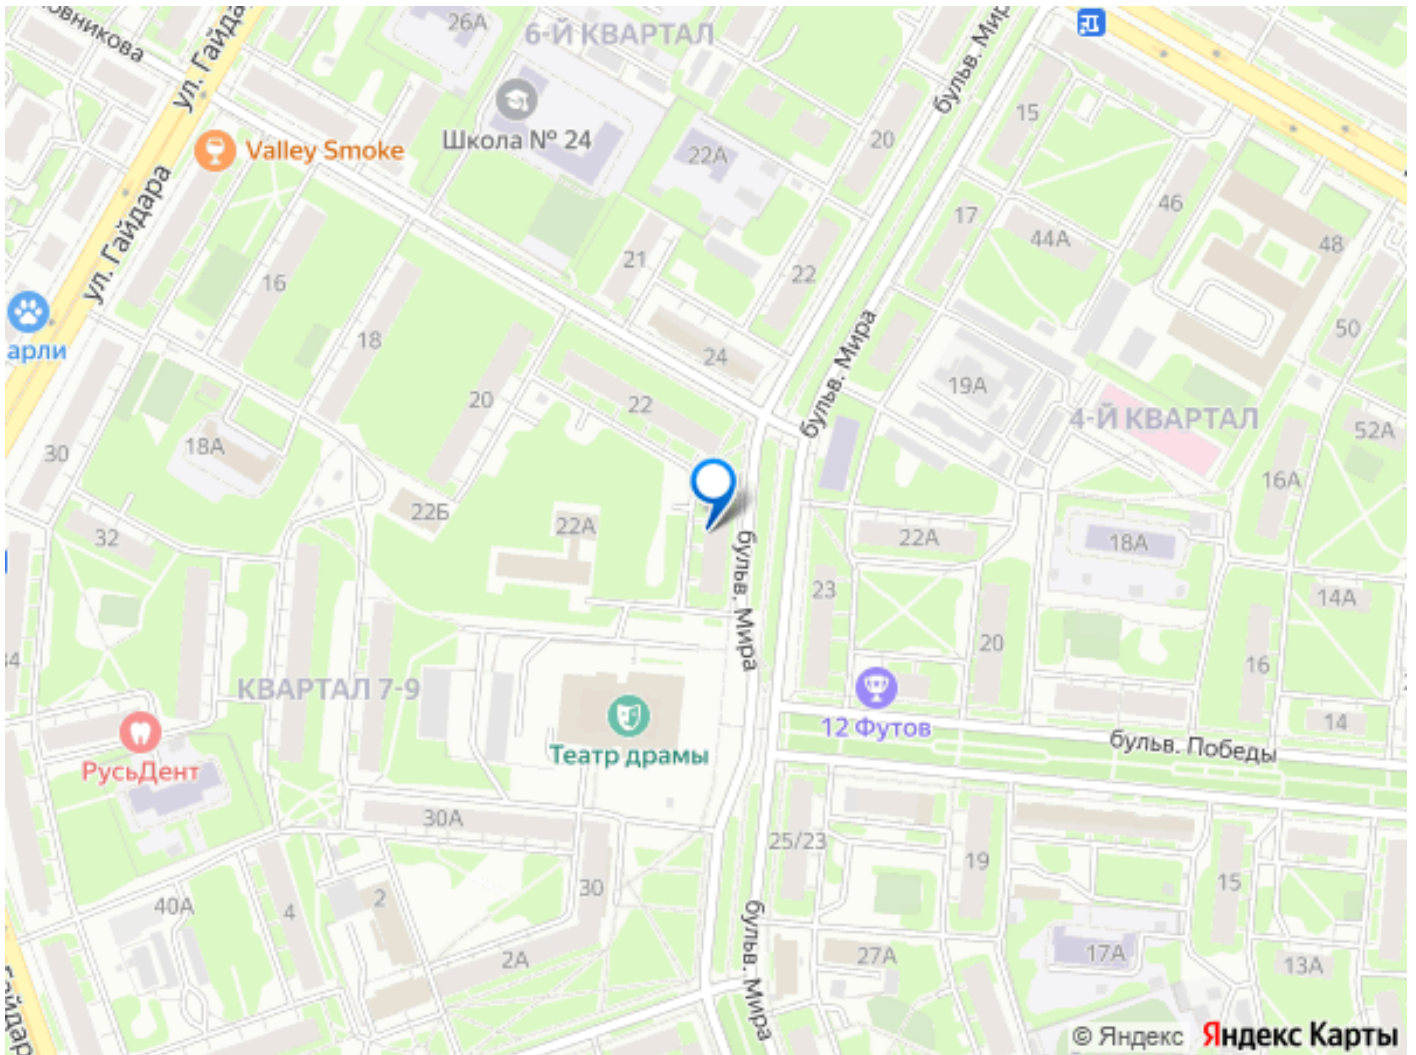 ул. Гайдара
26А
6-Й КВАРТАЛ
бульв. Мира
Школа № 24
Valley Smoke
22А
20
15
46
17
44А
48
ул. Гайдара
21
22
16
50
арли
18
24
бульв. Мира
19А
20
22
4-Й КВАРТАЛ
52А
30
18А
16А
22Б
22А
32
22А
18А
бульв. Мира
23
14А
20
16
КВАРТАЛ 7-9
14
12 Футов
Театр драмы
бульв. Победы
РусьДент
30А
25/23
19
30
15
2
4
40А
бульв. Мира
2А
27А
17А
13А
© Яндекс Яндекс Карты